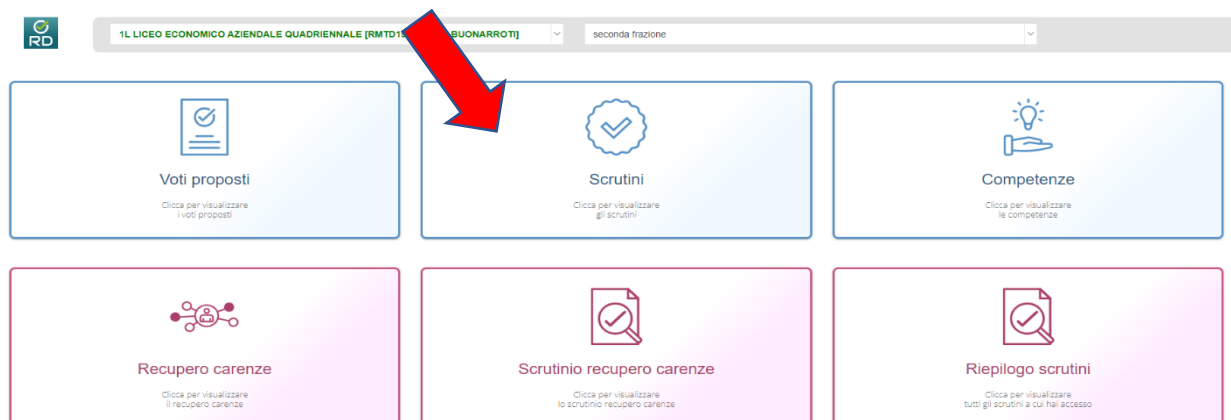 RD
1L LICEO ECONOMICO AZIENDALE QUADRIENNALE [RMTD19 BUONARROTI]
seconda frazione
Voti proposti
Clicca per visualizzare
i voti proposti
Scrutini
Clicca per visualizzare
gli scrutini
Competenze
Clicca per visualizzare
le competenze
Recupero carenze
Clicca per visualizzare
il recupero carenze
Scrutinio recupero carenze
Clicca per visualizzare
lo scrutinio recupero carenze
Riepilogo scrutini
Clicca per visualizzare
tutti gli scrutini a cui hai accesso